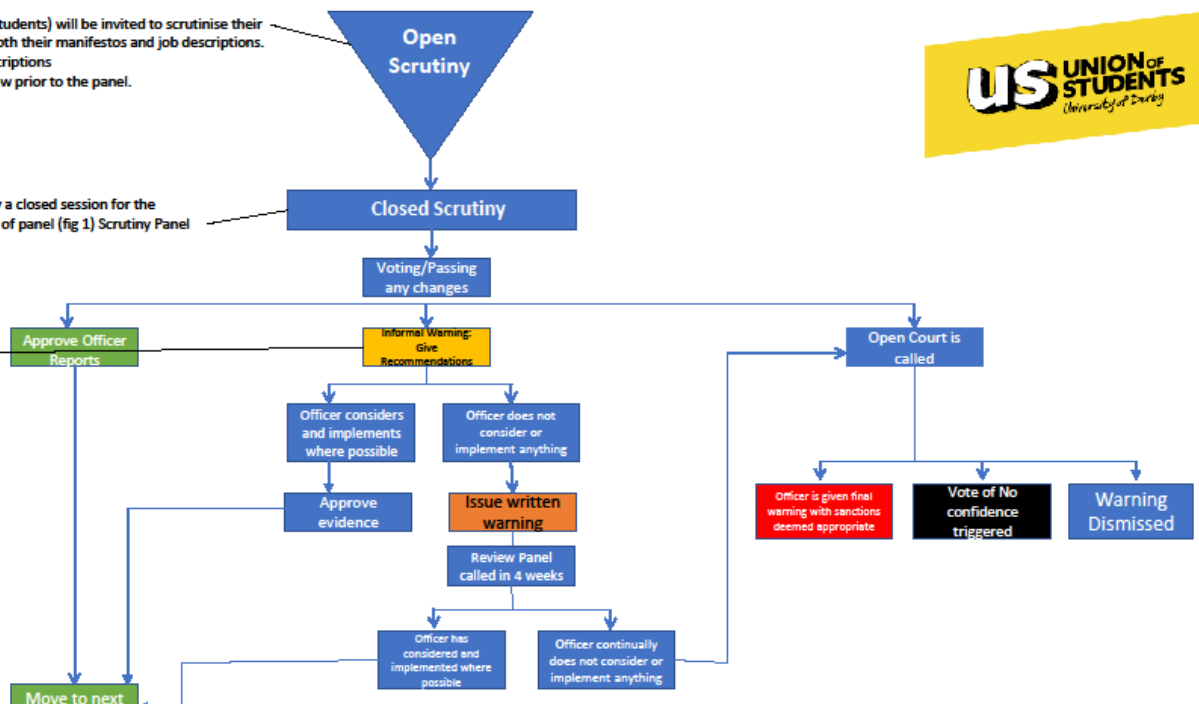 tudents) will be invited to scrutinise their
oth their manifestos and job descriptions.
criptions
w prior to the panel.
Open
Scrutiny
US UNION OF
STUDENTS
University of Derby
y a closed session for the
of panel (fig 1) Scrutiny Panel
Closed Scrutiny
Voting/Passing
any changes
Approve Officer
Reports
Informal Warning:
Give
Recommendations
Open Court is
called
Officer considers
and implements
where possible
Officer does not
consider or
implement anything
Approve
evidence
Issue written
warning
Officer is given final
warning with sanctions
deemed appropriate
Vote of No
confidence
triggered
Warning
Dismissed
Review Panel
called in 4 weeks
Officer has
considered and
implemented where
possible
Officer continually
does not consider or
implement anything
Move to next